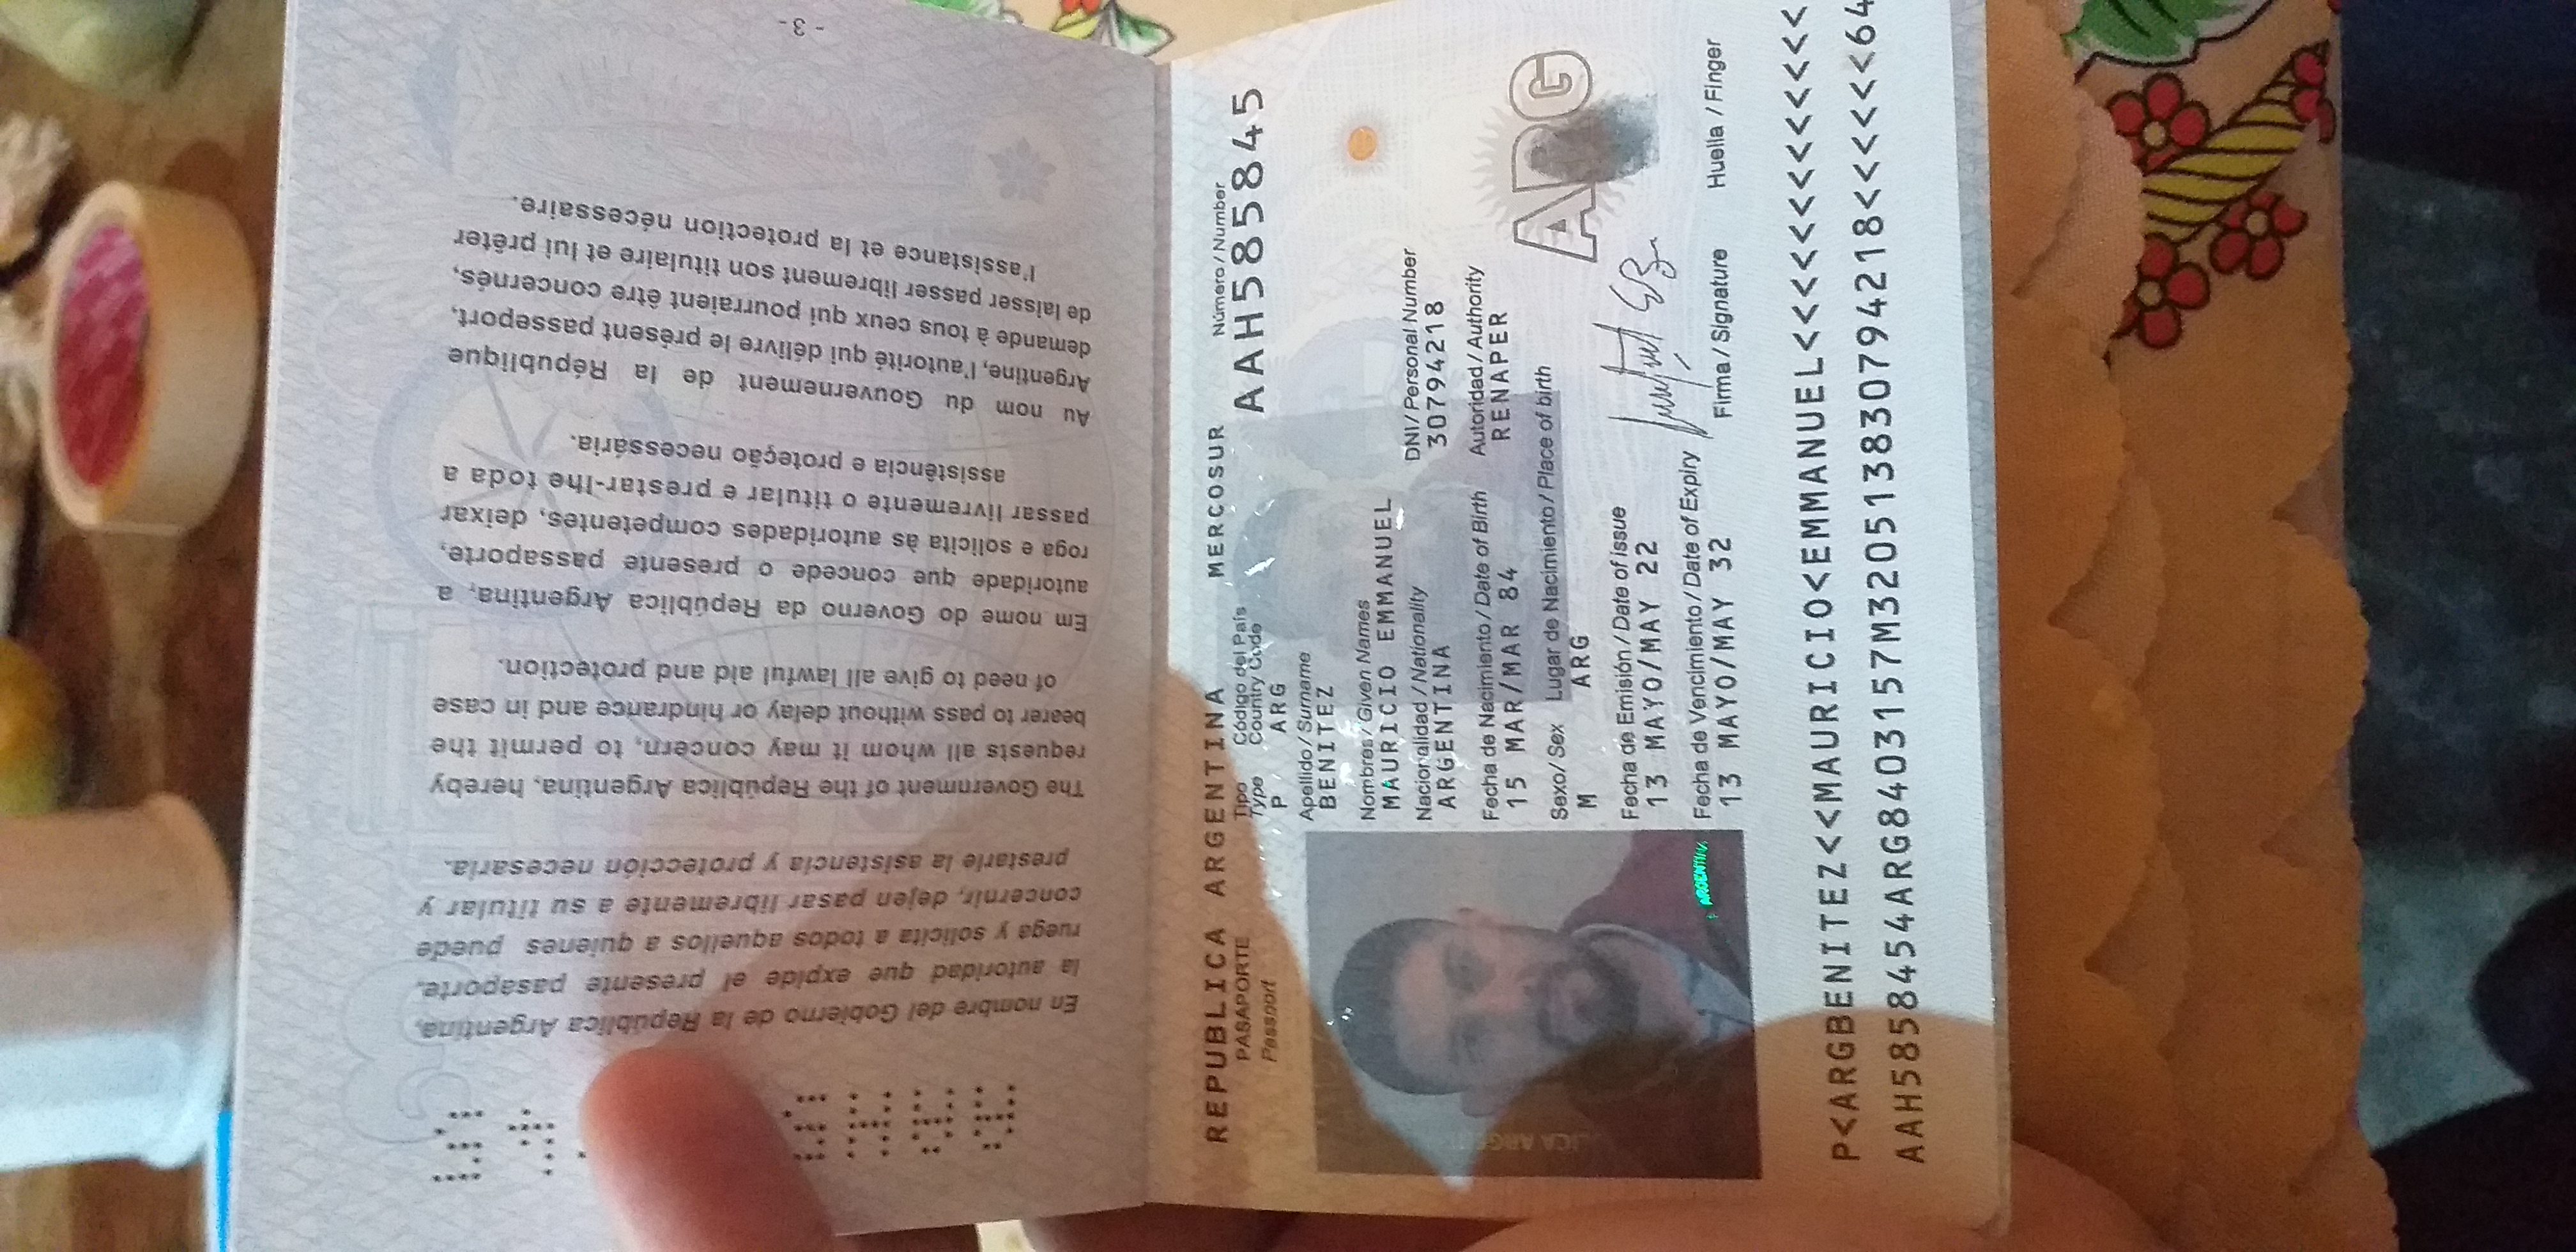 - 3 -
l'assistance et la protection nécessaire.
de laisser passer librement son titulaire et lui prêter
demande à tous ceux qui pourraient être concernés,
Argentine, l'autorité qui délivre le présent passeport,
Au nom du Gouvernement de la République
assistência e proteção necessária.
passar livremente o titular e prestar-lhe toda a
roga e solicita às autoridades competentes, deixar
autoridade que concede o presente passaporte,
Em nome do Governo da República Argentina, a
of need to give all lawful aid and protection.
bearer to pass without delay or hindrance and in case
requests all whom it may concern, to permit the
The Government of the República Argentina, hereby
prestarle la asistencia y protección necesaria.
concernir, dejen pasar libremente a su titular y
ruega y solicita a todos aquellos a quienes puede
la autoridad que expide el presente pasaporte,
En nombre del Gobierno de la República Argentina,
REPUBLICA ARGENTINA MERCOSUR
PASAPORTE
Passport
Tipo Código del País Número / Number
Type Country Code
P ARG AAH585845
Apellido / Surname
BENITEZ
Nombres / Given Names
MAURICIO EMMANUEL
Nacionalidad / Nationality DNI / Personal Number
ARGENTINA 30794218
Fecha de Nacimiento / Date of Birth Autoridad / Authority
15 MAR/MAR 84 RENAPER
Sexo / Sex Lugar de Nacimiento / Place of birth
M ARG
ARG
Fecha de Emisión / Date of issue
13 MAYO/MAY 22
Fecha de Vencimiento / Date of Expiry Firma / Signature Huella / Finger
13 MAYO/MAY 32
P<ARGBENITEZ<<MAURICIO<EMMANUEL<<<<<<<<<<<<<
AAH5858454ARG8403157M320513830794218<<<<<<64